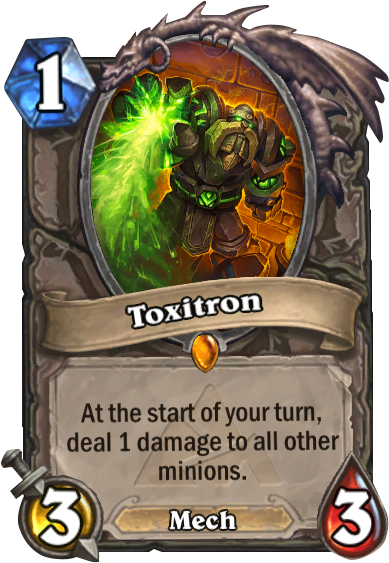 1
Toxitron
At the start of your turn,
deal 1 damage to all other
minions.
3
Mech
3